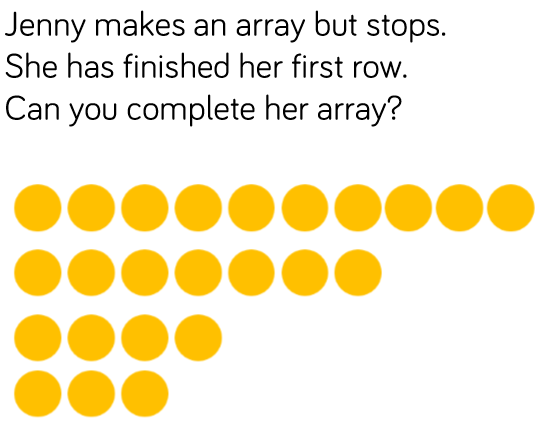 Jenny makes an array but stops.
She has finished her first row.
Can you complete her array?